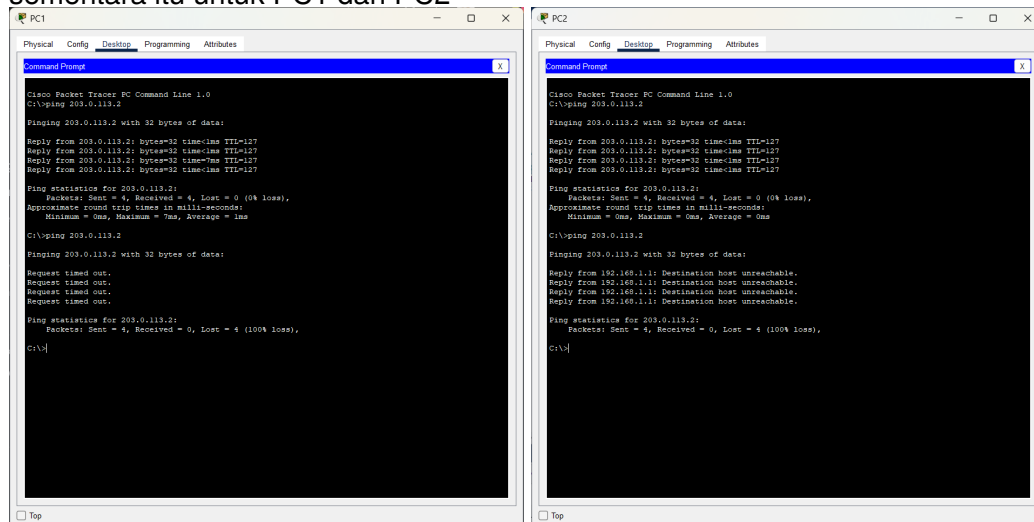 sementara itu untuk PC1 dan PC2
PC1
Physical Config Desktop Programming Attributes
Command Prompt
X
Cisco Packet Tracer PC Command Line 1.0
C:\>ping 203.0.113.2
Pinging 203.0.113.2 with 32 bytes of data:
Reply from 203.0.113.2: bytes=32 time<1ms TTL=127
Reply from 203.0.113.2: bytes=32 time<1ms TTL=127
Reply from 203.0.113.2: bytes=32 time=7ms TTL=127
Reply from 203.0.113.2: bytes=32 time<1ms TTL=127
Ping statistics for 203.0.113.2:
Packets: Sent = 4, Received = 4, Lost = 0 (0% loss),
Approximate round trip times in milli-seconds:
Minimum = 0ms, Maximum = 7ms, Average = 1ms
C:\>ping 203.0.113.2
Pinging 203.0.113.2 with 32 bytes of data:
Request timed out.
Request timed out.
Request timed out.
Request timed out.
Ping statistics for 203.0.113.2:
Packets: Sent = 4, Received = 0, Lost = 4 (100% loss),
C:\>
Top
PC2
Physical Config Desktop Programming Attributes
Command Prompt
X
Cisco Packet Tracer PC Command Line 1.0
C:\>ping 203.0.113.2
Pinging 203.0.113.2 with 32 bytes of data:
Reply from 203.0.113.2: bytes=32 time<1ms TTL=127
Reply from 203.0.113.2: bytes=32 time<1ms TTL=127
Reply from 203.0.113.2: bytes=32 time<1ms TTL=127
Reply from 203.0.113.2: bytes=32 time<1ms TTL=127
Ping statistics for 203.0.113.2:
Packets: Sent = 4, Received = 4, Lost = 0 (0% loss),
Approximate round trip times in milli-seconds:
Minimum = 0ms, Maximum = 0ms, Average = 0ms
C:\>ping 203.0.113.2
Pinging 203.0.113.2 with 32 bytes of data:
Reply from 192.168.1.1: Destination host unreachable.
Reply from 192.168.1.1: Destination host unreachable.
Reply from 192.168.1.1: Destination host unreachable.
Reply from 192.168.1.1: Destination host unreachable.
Ping statistics for 203.0.113.2:
Packets: Sent = 4, Received = 0, Lost = 4 (100% loss),
C:\>
Top